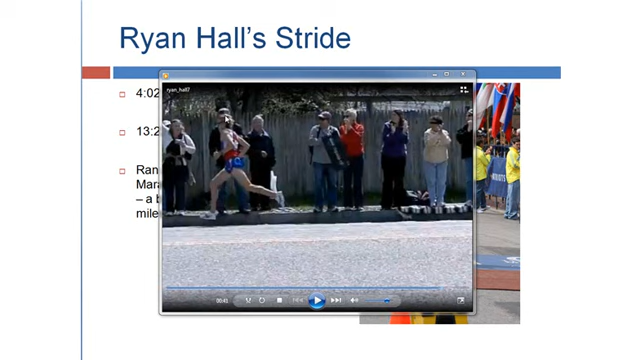 Ryan Hall's Stride
ryan_hall7
4:02
13:2
Ran
Mara
– a b
mile
00:41